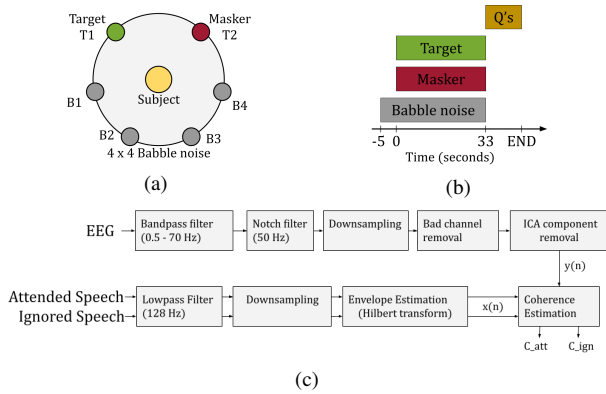 Target
T1
Masker
T2
Subject
B1
B4
B2
B3
4 x 4 Babble noise
(a)
Q's
Target
Masker
Babble noise
-5 0 33 END
Time (seconds)
(b)
EEG
Bandpass filter
(0.5 - 70 Hz)
Notch filter
(50 Hz)
Downsampling
Bad channel
removal
ICA component
removal
y(n)
Attended Speech
Ignored Speech
Lowpass Filter
(128 Hz)
Downsampling
Envelope Estimation
(Hilbert transform)
x(n)
Coherence
Estimation
C_att
C_ign
(c)